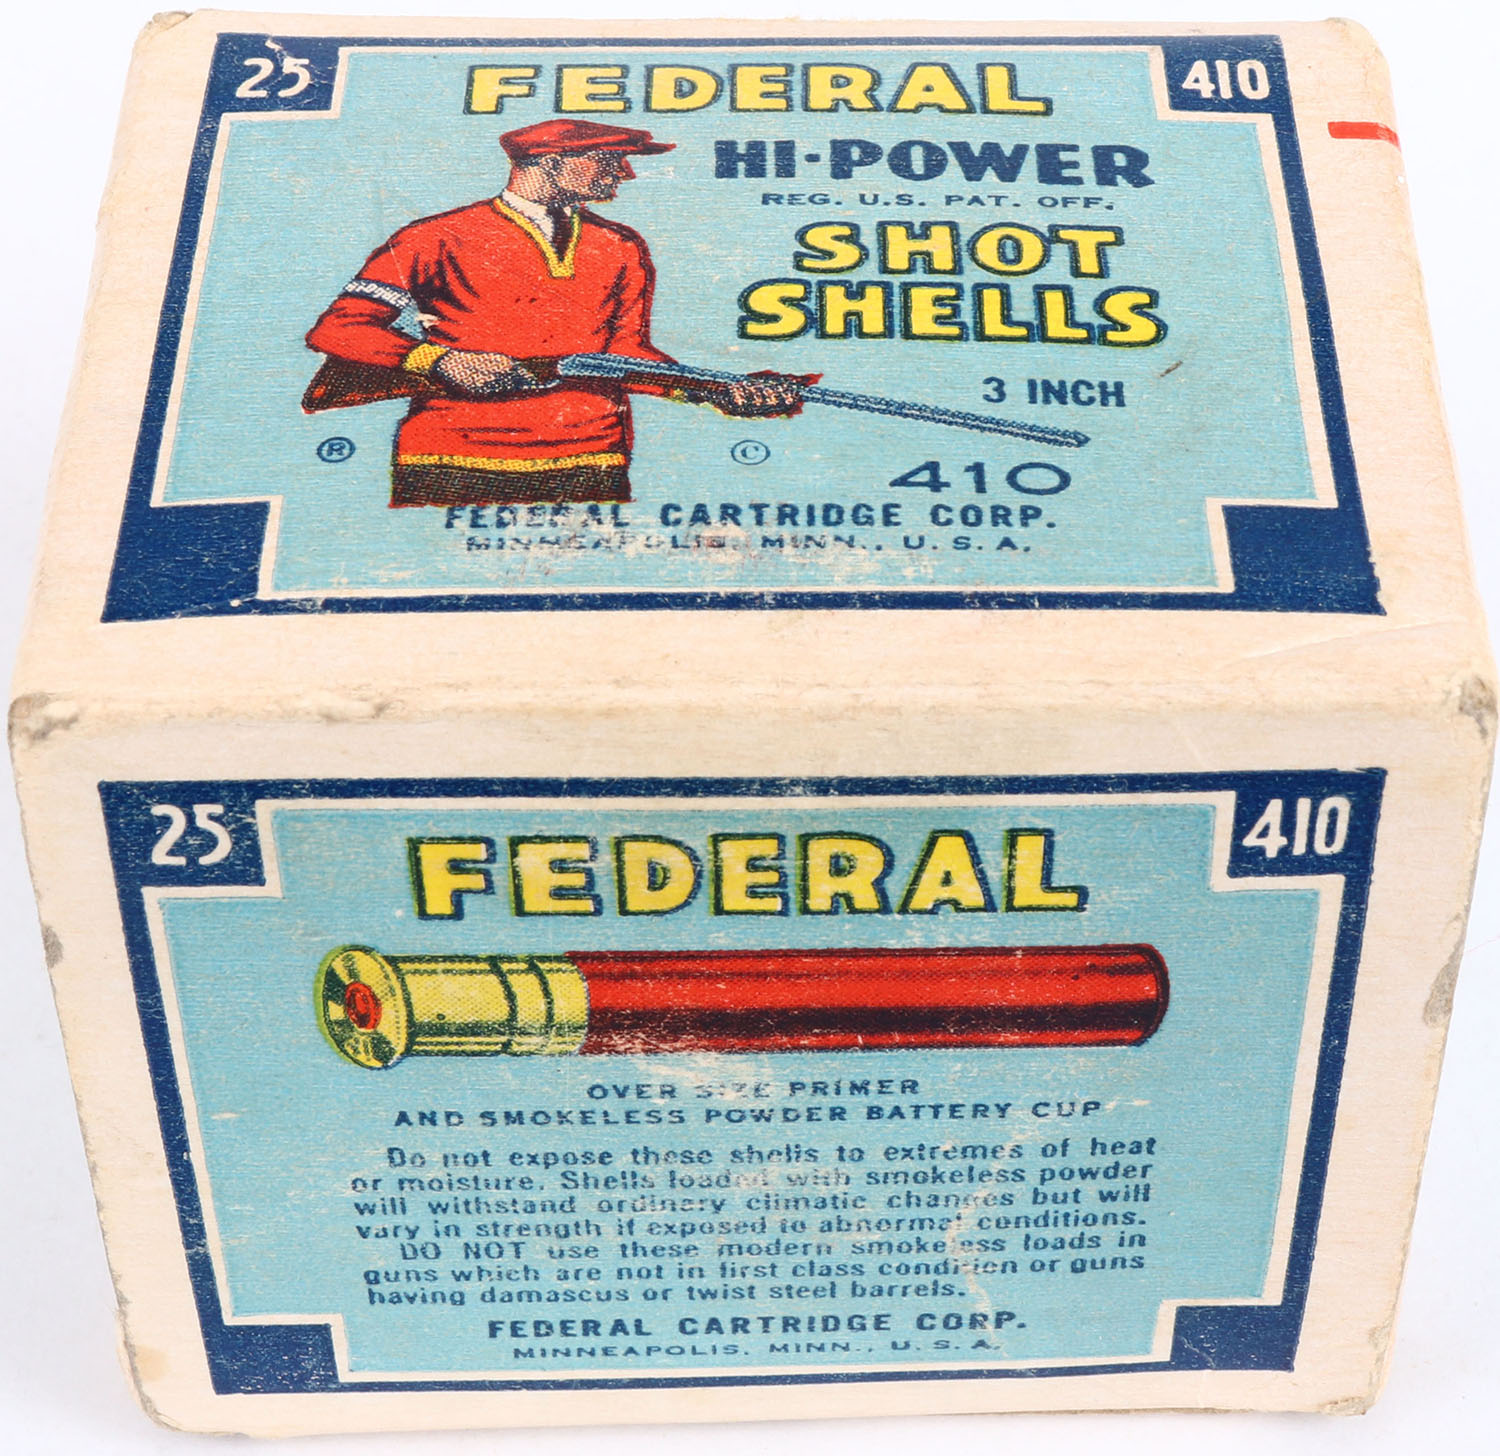 25
410
FEDERAL
HI-POWER
REG. U.S. PAT. OFF.
SHOT
SHELLS
3 INCH
®
©
410
FEDERAL CARTRIDGE CORP.
MINNEAPOLIS, MINN., U.S.A.
25
410
FEDERAL
OVER SIZE PRIMER
AND SMOKELESS POWDER BATTERY CUP
Do not expose these shells to extremes of heat
or moisture. Shells loaded with smokeless powder
will withstand ordinary climatic changes but will
vary in strength if exposed to abnormal conditions.
DO NOT use these modern smokeless loads in
guns which are not in first class condition or guns
having damascus or twist steel barrels.
FEDERAL CARTRIDGE CORP.
MINNEAPOLIS, MINN., U.S.A.